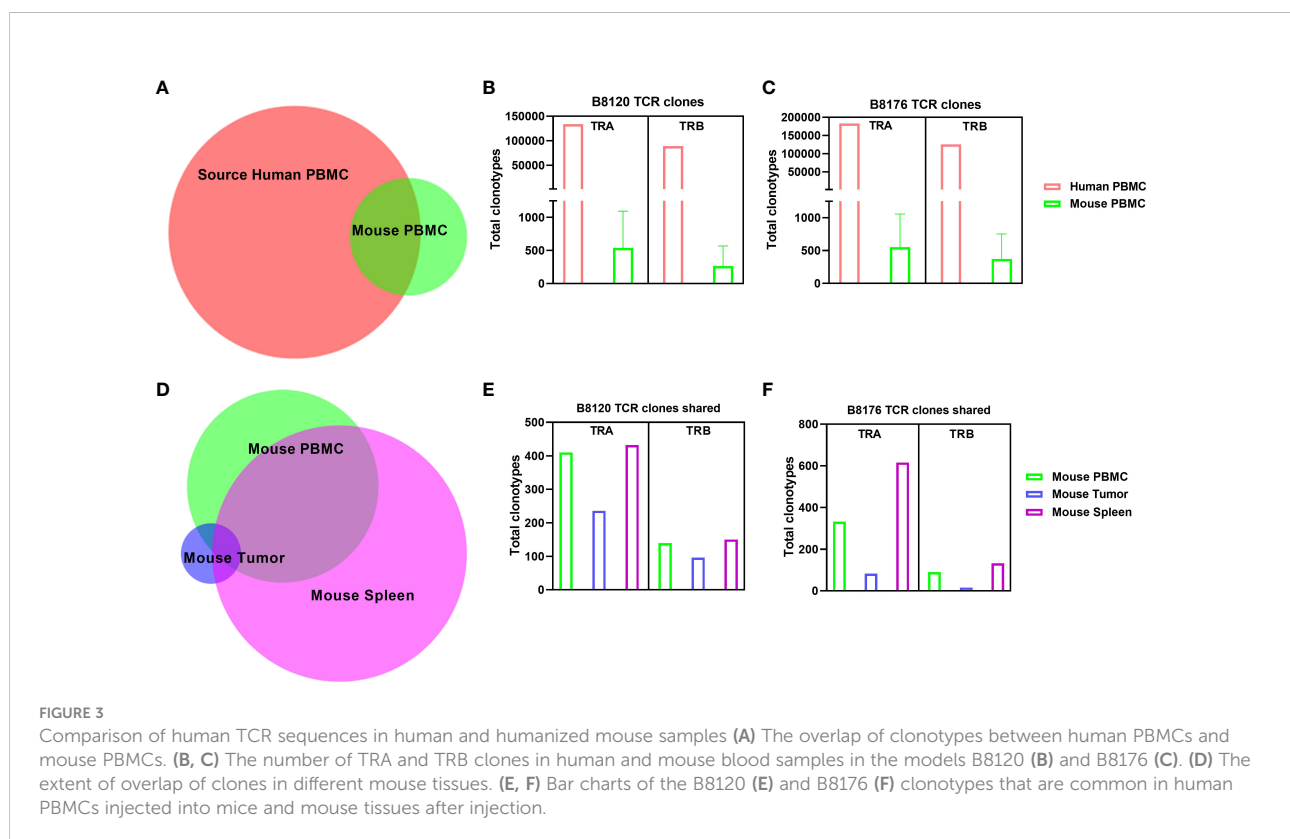 A
Source Human PBMC
Mouse PBMC
B
B8120 TCR clones
Total clonotypes
150000
100000
50000
1000
500
0
TRA
TRB
C
B8176 TCR clones
Total clonotypes
200000
150000
100000
50000
1000
500
0
TRA
TRB
Human PBMC
Mouse PBMC
D
Mouse PBMC
Mouse Tumor
Mouse Spleen
E
B8120 TCR clones shared
Total clonotypes
500
400
300
200
100
0
TRA
TRB
F
B8176 TCR clones shared
Total clonotypes
800
600
400
200
0
TRA
TRB
Mouse PBMC
Mouse Tumor
Mouse Spleen
FIGURE 3
Comparison of human TCR sequences in human and humanized mouse samples (A) The overlap of clonotypes between human PBMCs and
mouse PBMCs. (B, C) The number of TRA and TRB clones in human and mouse blood samples in the models B8120 (B) and B8176 (C). (D) The
extent of overlap of clones in different mouse tissues. (E, F) Bar charts of the B8120 (E) and B8176 (F) clonotypes that are common in human
PBMCs injected into mice and mouse tissues after injection.